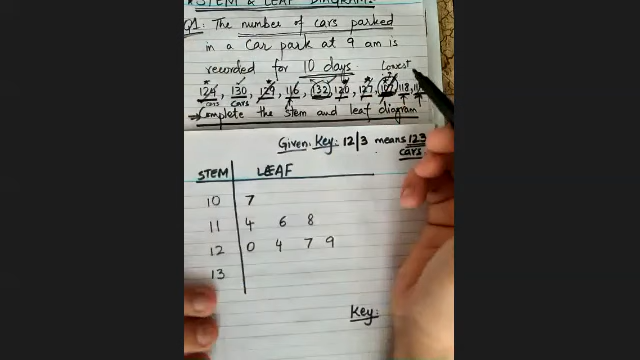 STEM & LEAF DIAGRAM.
Q1: The number of cars parked
in a car park at 9 am is
recorded for 10 days. Lowest
124, 130, 129, 116, 132, 120, 127, 107, 118,
cars cars
Complete the stem and leaf diagram
Given Key: 12|3 means 123
cars.
STEM LEAF
10 7
11 4 6 8
12 0 4 7 9
13
Key: